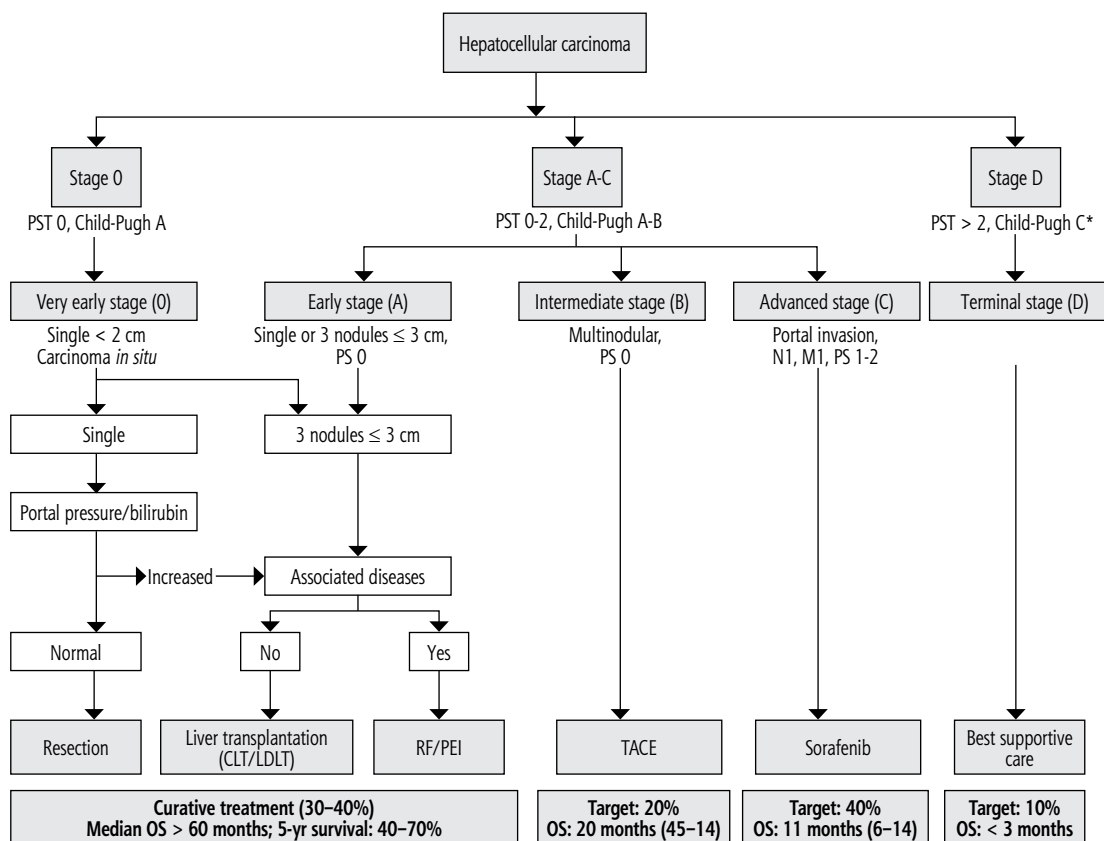 Hepatocellular carcinoma
Stage 0
Stage A-C
Stage D
PST 0, Child-Pugh A
PST 0-2, Child-Pugh A-B
PST > 2, Child-Pugh C*
Very early stage (0)
Early stage (A)
Intermediate stage (B)
Advanced stage (C)
Terminal stage (D)
Single < 2 cm
Carcinoma in situ
Single or 3 nodules ≤ 3 cm,
PS 0
Multinodular,
PS 0
Portal invasion,
N1, M1, PS 1-2
Single
3 nodules ≤ 3 cm
Portal pressure/bilirubin
Increased
Associated diseases
Normal
No
Yes
Resection
Liver transplantation
(CLT/LDLT)
RF/PEI
TACE
Sorafenib
Best supportive
care
Curative treatment (30–40%)
Median OS > 60 months; 5-yr survival: 40–70%
Target: 20%
OS: 20 months (45–14)
Target: 40%
OS: 11 months (6–14)
Target: 10%
OS: < 3 months